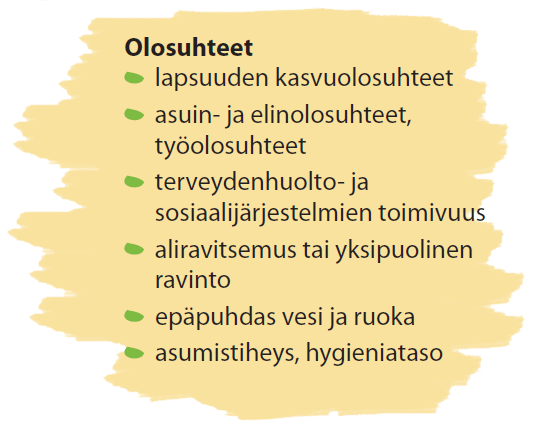 Olosuhteet
lapsuuden kasvuolosuhteet
asuin- ja elinolosuhteet,
työolosuhteet
terveydenhuolto- ja
sosiaalijärjestelmien toimivuus
aliravitsemus tai yksipuolinen
ravinto
epäpuhdas vesi ja ruoka
asumistiheys, hygieniataso